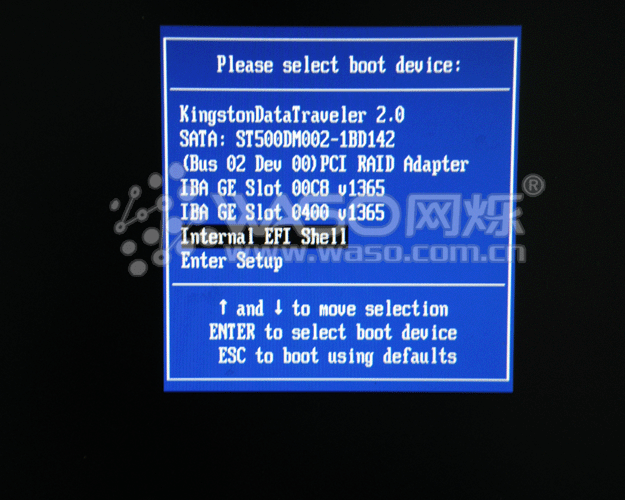 Please select boot device:
KingstonDataTraveler 2.0
SATA: ST500DM002-1BD142
(Bus 02 Dev 00)PCI RAID Adapter
IBA GE Slot 00C8 v1365
IBA GE Slot 0400 v1365
Internal EFI Shell
Enter Setup
↑ and ↓ to move selection
ENTER to select boot device
ESC to boot using defaults
WASO网烁®
www.waso.com.cn